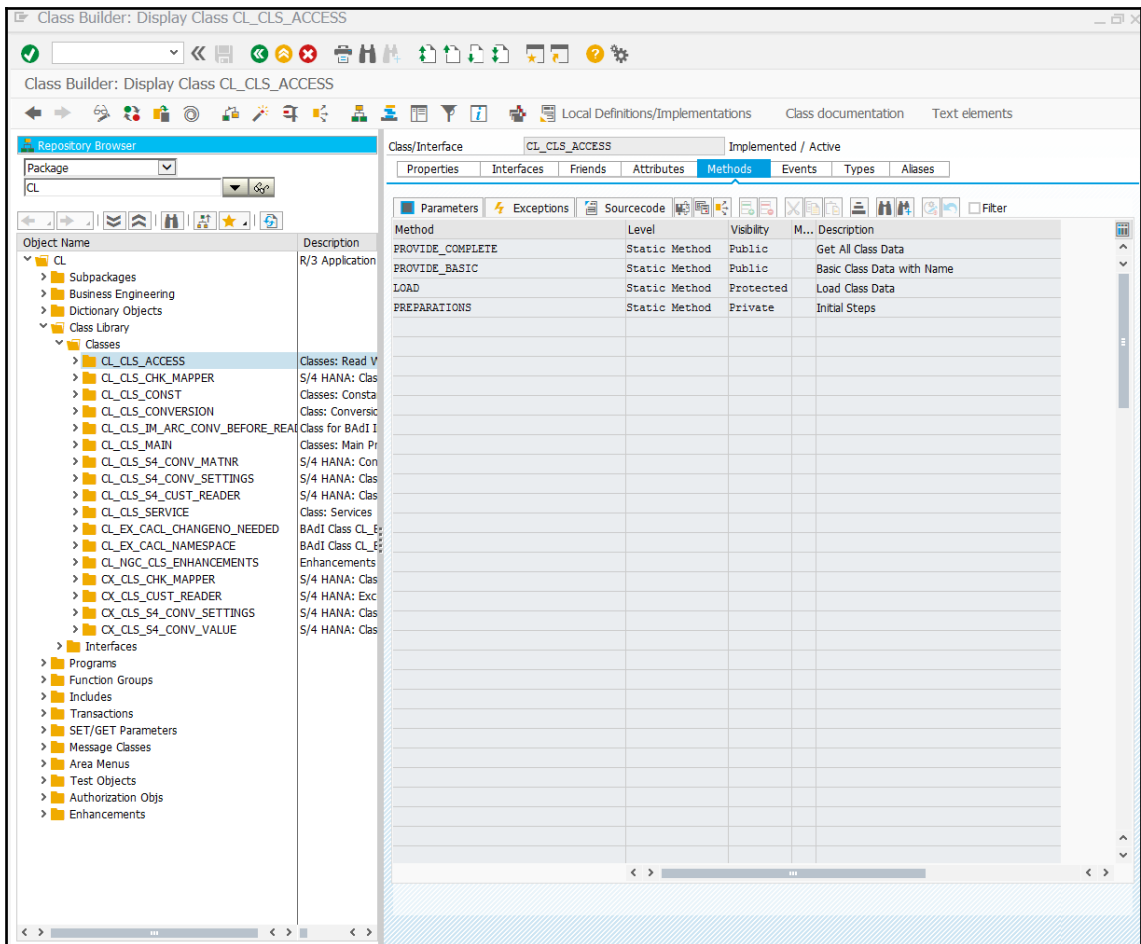 Class Builder: Display Class CL_CLS_ACCESS
Class Builder: Display Class CL_CLS_ACCESS
Local Definitions/Implementations Class documentation Text elements
Repository Browser
Package
CL
Object Name Description
CL R/3 Application
Subpackages
Business Engineering
Dictionary Objects
Class Library
Classes
CL_CLS_ACCESS Classes: Read W
CL_CLS_CHK_MAPPER S/4 HANA: Clas
CL_CLS_CONST Classes: Consta
CL_CLS_CONVERSION Class: Conversio
CL_CLS_IM_ARC_CONV_BEFORE_READ Class for BAdI I
CL_CLS_MAIN Classes: Main Pr
CL_CLS_S4_CONV_MATNR S/4 HANA: Con
CL_CLS_S4_CONV_SETTINGS S/4 HANA: Clas
CL_CLS_S4_CUST_READER S/4 HANA: Clas
CL_CLS_SERVICE Class: Services
CL_EX_CACL_CHANGENO_NEEDED BAdI Class CL_E
CL_EX_CACL_NAMESPACE BAdI Class CL_E
CL_NGC_CLS_ENHANCEMENTS Enhancements
CX_CLS_CHK_MAPPER S/4 HANA: Clas
CX_CLS_CUST_READER S/4 HANA: Exc
CX_CLS_S4_CONV_SETTINGS S/4 HANA: Clas
CX_CLS_S4_CONV_VALUE S/4 HANA: Clas
Interfaces
Programs
Function Groups
Includes
Transactions
SET/GET Parameters
Message Classes
Area Menus
Test Objects
Authorization Objs
Enhancements
Class/Interface CL_CLS_ACCESS Implemented / Active
Properties Interfaces Friends Attributes Methods Events Types Aliases
Parameters Exceptions Sourcecode Filter
Method Level Visibility M... Description
PROVIDE_COMPLETE Static Method Public Get All Class Data
PROVIDE_BASIC Static Method Public Basic Class Data with Name
LOAD Static Method Protected Load Class Data
PREPARATIONS Static Method Private Initial Steps